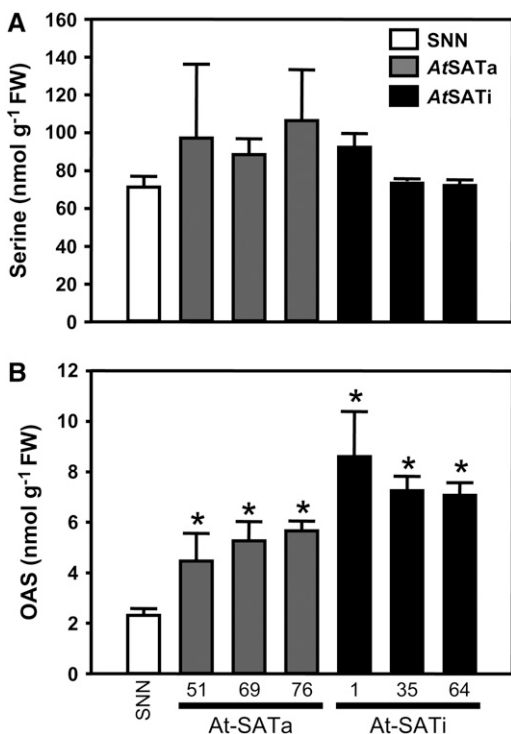 A
Serine (nmol g⁻¹ FW)
160
140
120
100
80
60
40
20
0
SNN
AtSATa
AtSATi
B
OAS (nmol g⁻¹ FW)
12
10
8
6
4
2
0
* * * * * *
SNN 51 69 76 1 35 64
At-SATa At-SATi